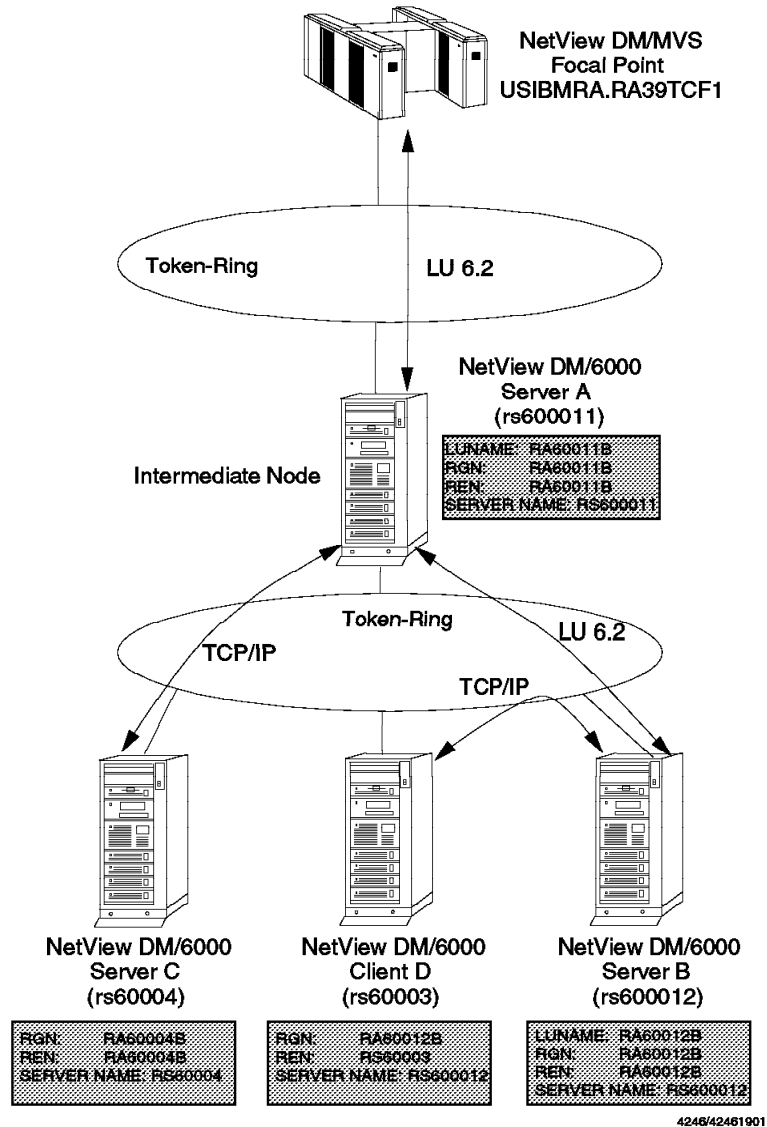 NetView DM/MVS
Focal Point
USIBMRA.RA39TCF1
Token-Ring
LU 6.2
NetView DM/6000
Server A
(rs600011)
LUNAME: RA60011B
RGN: RA60011B
REN: RA60011B
SERVER NAME: RS600011
Intermediate Node
Token-Ring
LU 6.2
TCP/IP
TCP/IP
NetView DM/6000
Server C
(rs60004)
RGN: RA60004B
REN: RA60004B
SERVER NAME: RS60004
NetView DM/6000
Client D
(rs60003)
RGN: RA60012B
REN: RS60003
SERVER NAME: RS600012
NetView DM/6000
Server B
(rs600012)
LUNAME: RA60012B
RGN: RA60012B
REN: RA60012B
SERVER NAME: RS600012
4246/42461901